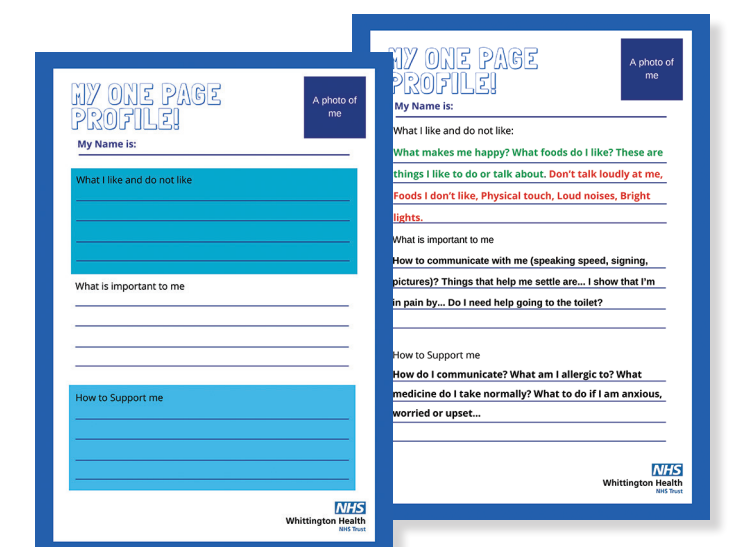 MY ONE PAGE
PROFILE!
A photo of
me
My Name is:
What I like and do not like
What is important to me
How to Support me
NHS
Whittington Health
NHS Trust
MY ONE PAGE
PROFILE!
A photo of
me
My Name is:
What I like and do not like:
What makes me happy? What foods do I like? These are
things I like to do or talk about. Don't talk loudly at me,
Foods I don't like, Physical touch, Loud noises, Bright
lights.
What is important to me
How to communicate with me (speaking speed, signing,
pictures)? Things that help me settle are... I show that I'm
in pain by... Do I need help going to the toilet?
How to Support me
How do I communicate? What am I allergic to? What
medicine do I take normally? What to do if I am anxious,
worried or upset...
NHS
Whittington Health
NHS Trust